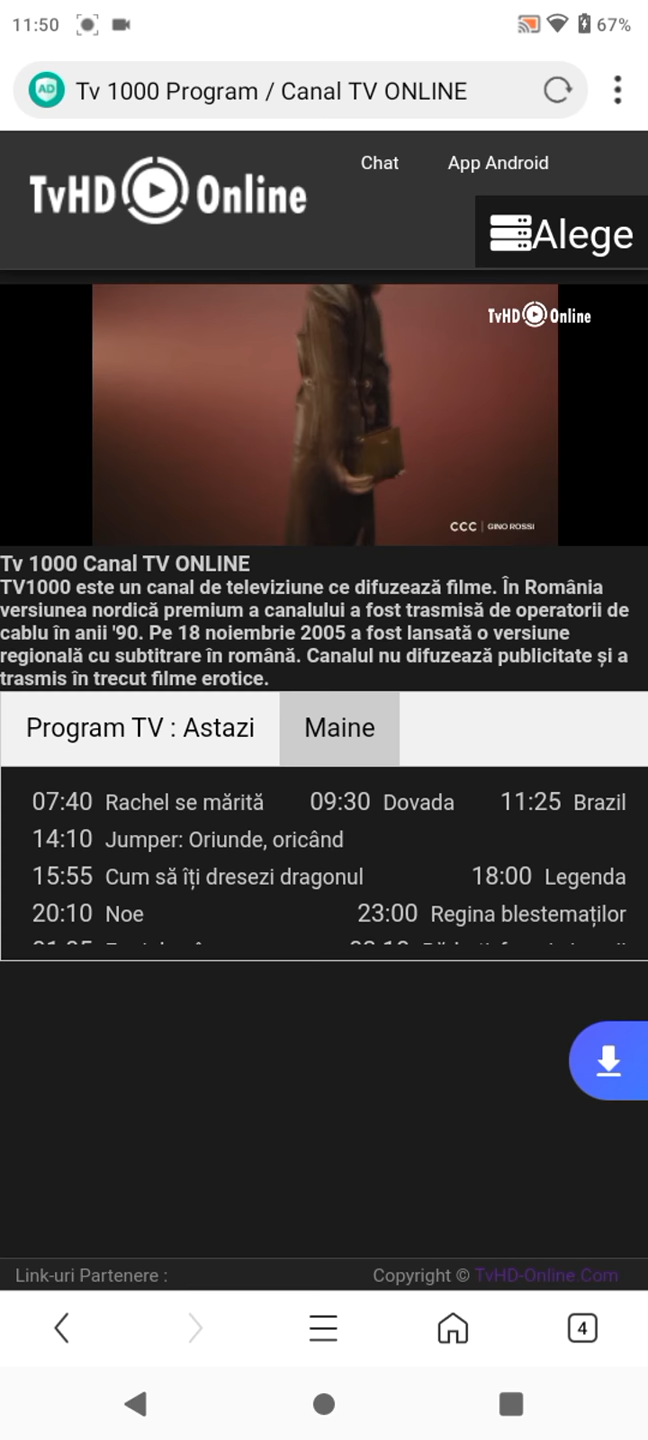 11:50 67%
Tv 1000 Program / Canal TV ONLINE
Chat App Android
TvHD Online
Alege
TvHD Online
CCC | GINO ROSSI
Tv 1000 Canal TV ONLINE
TV1000 este un canal de televiziune ce difuzează filme. În România
versiunea nordică premium a canalului a fost trasmisă de operatorii de
cablu în anii '90. Pe 18 noiembrie 2005 a fost lansată o versiune
regională cu subtitrare în română. Canalul nu difuzează publicitate și a
trasmis în trecut filme erotice.
Program TV : Astazi Maine
07:40 Rachel se mărită 09:30 Dovada 11:25 Brazil
14:10 Jumper: Oriunde, oricând
15:55 Cum să îți dresezi dragonul 18:00 Legenda
20:10 Noe 23:00 Regina blestemaților
Link-uri Partenere : Copyright © TvHD-Online.Com
4